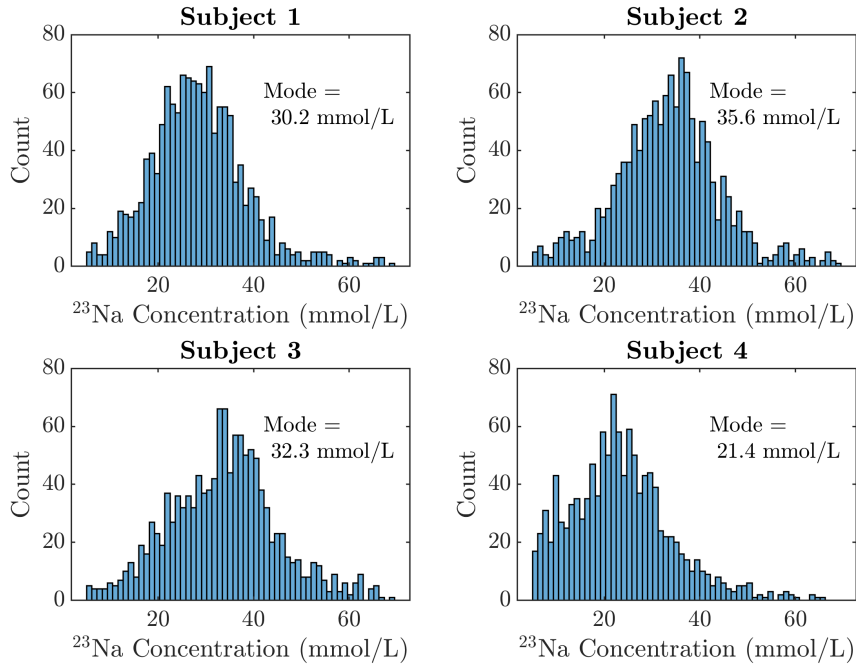 Subject 1
80
60
40
20
0
Count
Mode =
30.2 mmol/L
20
40
60
²³Na Concentration (mmol/L)
Subject 2
80
60
40
20
0
Count
Mode =
35.6 mmol/L
20
40
60
²³Na Concentration (mmol/L)
Subject 3
80
60
40
20
0
Count
Mode =
32.3 mmol/L
20
40
60
²³Na Concentration (mmol/L)
Subject 4
80
60
40
20
0
Count
Mode =
21.4 mmol/L
20
40
60
²³Na Concentration (mmol/L)